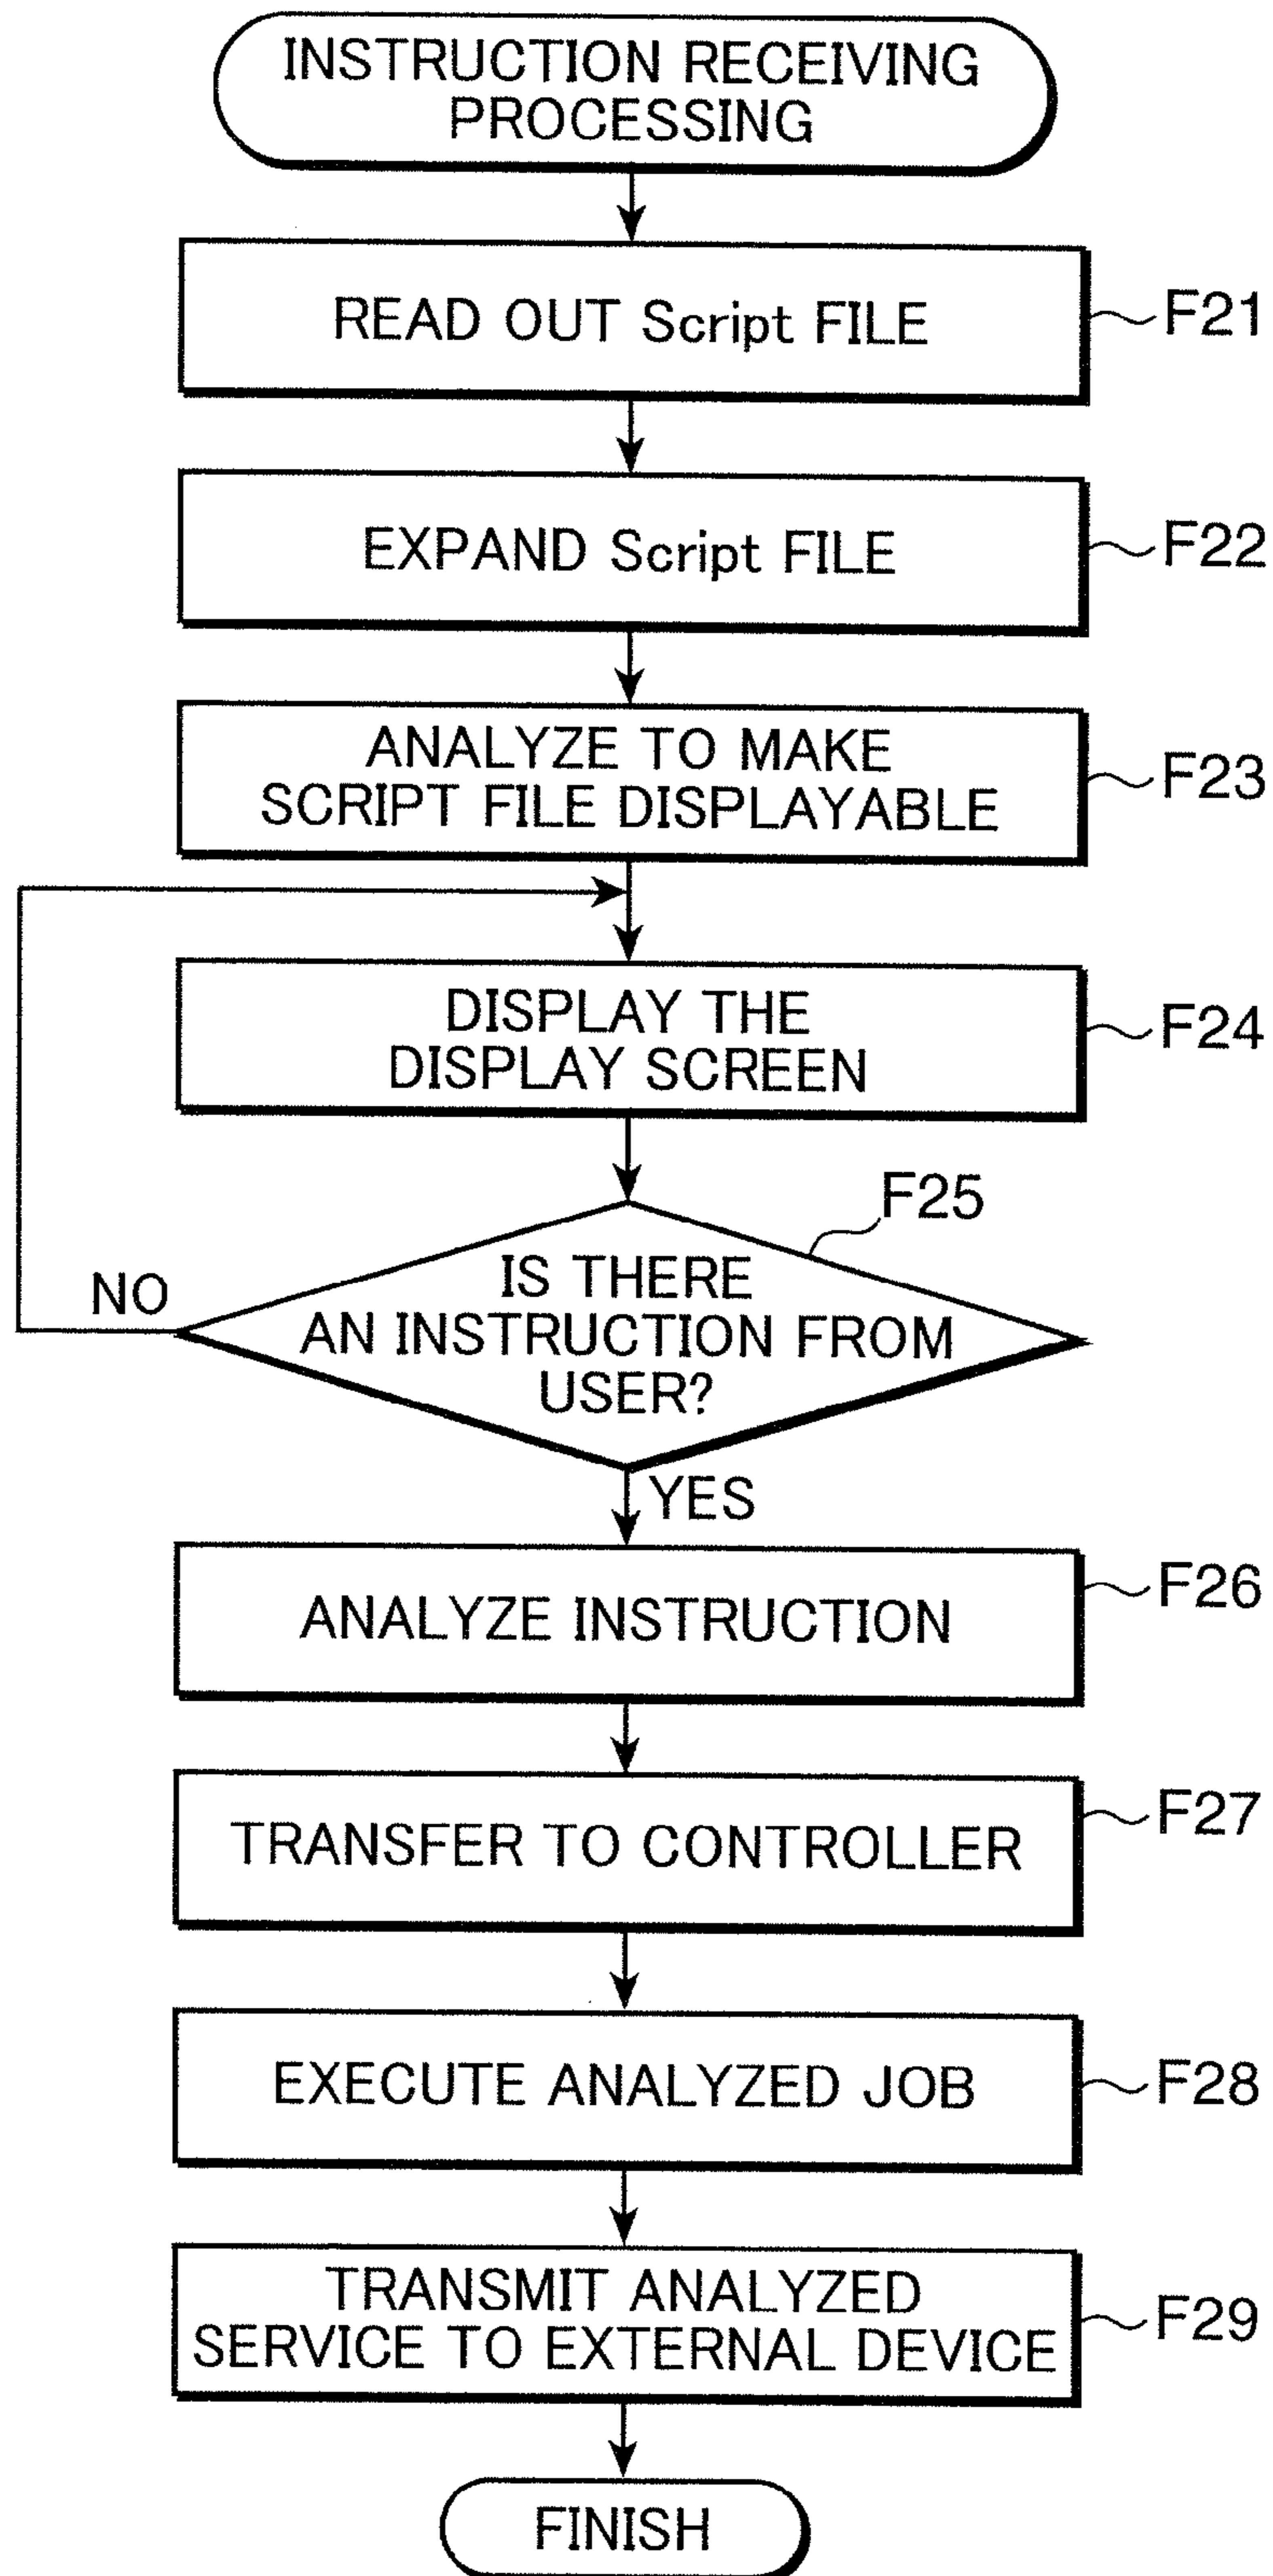 INSTRUCTION RECEIVING
PROCESSING
READ OUT Script FILE
F21
EXPAND Script FILE
F22
ANALYZE TO MAKE
SCRIPT FILE DISPLAYABLE
F23
DISPLAY THE
DISPLAY SCREEN
F24
F25
IS THERE
AN INSTRUCTION FROM
USER?
NO
YES
ANALYZE INSTRUCTION
F26
TRANSFER TO CONTROLLER
F27
EXECUTE ANALYZED JOB
F28
TRANSMIT ANALYZED
SERVICE TO EXTERNAL DEVICE
F29
FINISH